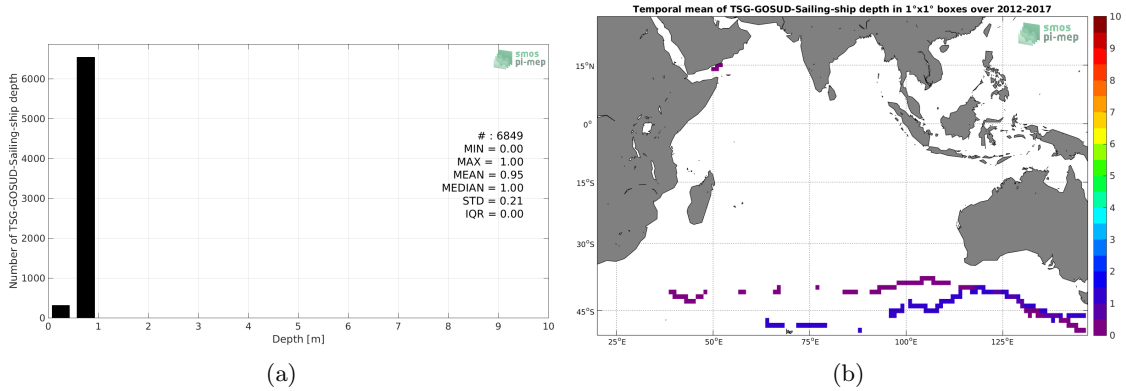 smos
pi-mep
Number of TSG-GOSUD-Sailing-ship depth
6000
5000
4000
3000
2000
1000
0
# : 6849
MIN = 0.00
MAX = 1.00
MEAN = 0.95
MEDIAN = 1.00
STD = 0.21
IQR = 0.00
0 1 2 3 4 5 6 7 8 9 10
Depth [m]
(a)
Temporal mean of TSG-GOSUD-Sailing-ship depth in 1°x1° boxes over 2012-2017
smos
pi-mep
15°N
0°
15°S
30°S
45°S
25°E 50°E 75°E 100°E 125°E
10
9
8
7
6
5
4
3
2
1
0
(b)